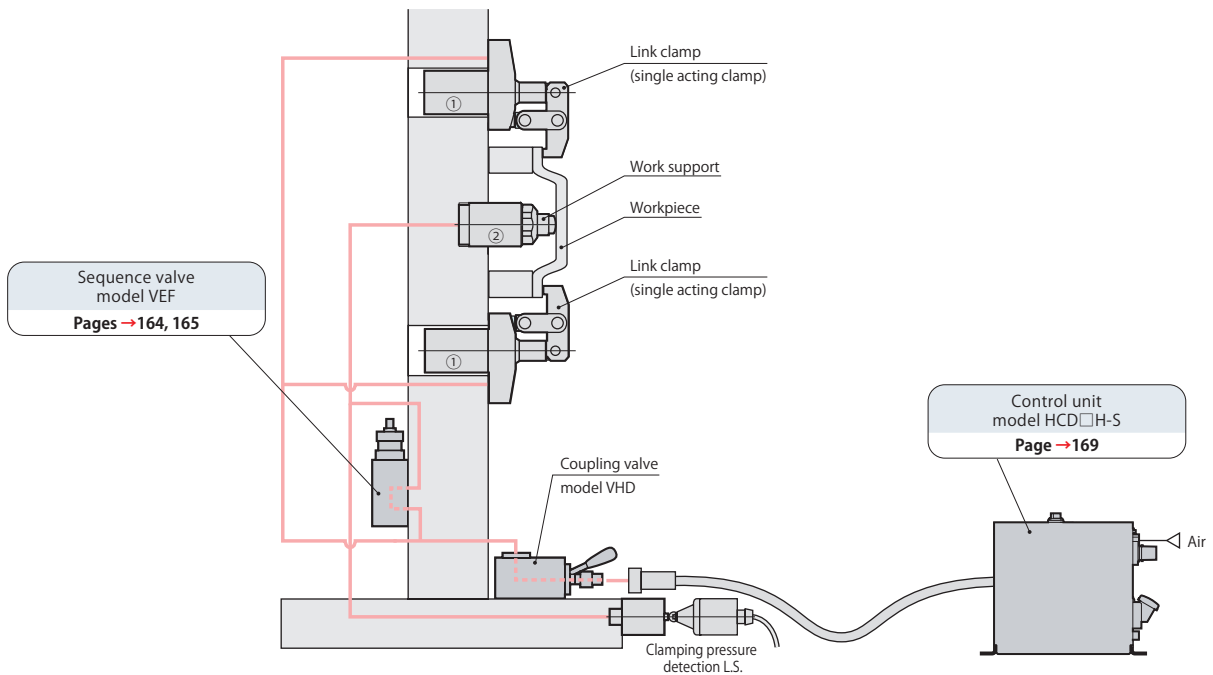 Link clamp
(single acting clamp)
①
Work support
Workpiece
②
Sequence valve
model VEF
Pages →164, 165
Link clamp
(single acting clamp)
①
Control unit
model HCD□H-S
Page →169
Coupling valve
model VHD
Air
Clamping pressure
detection L.S.